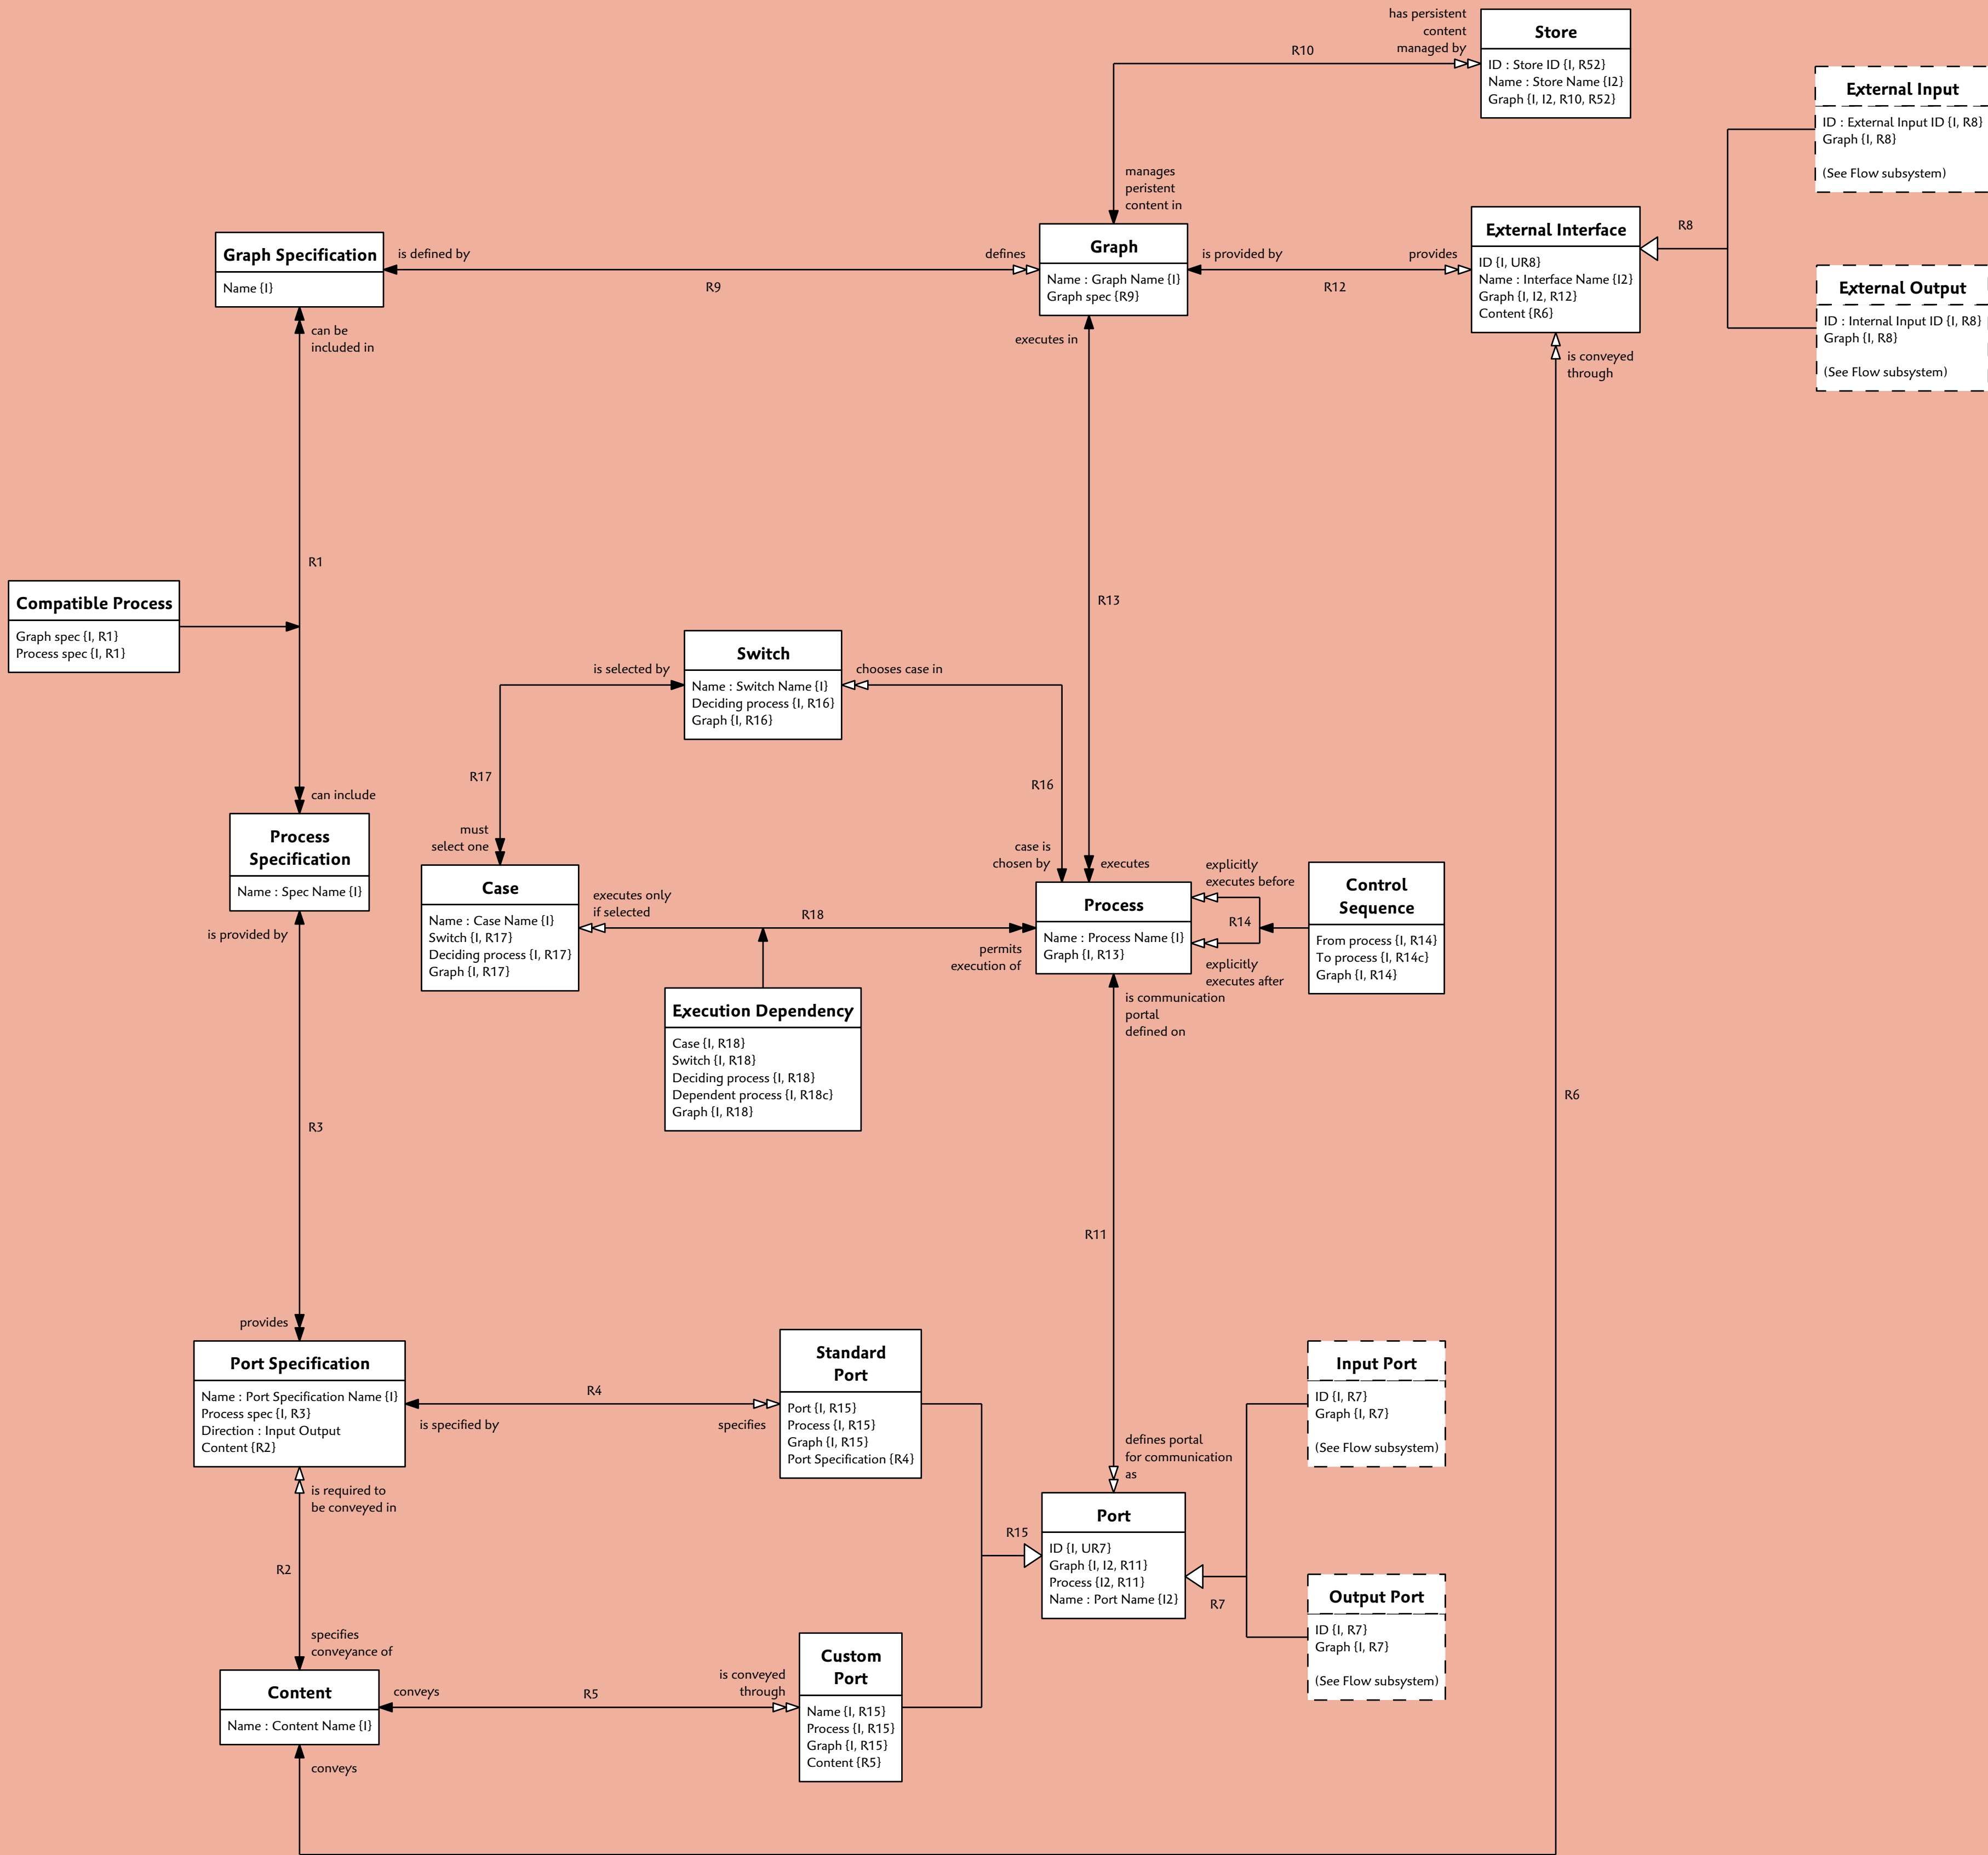 has persistent
content
managed by
R10
Store
ID : Store ID {I, R52}
Name : Store Name {I2}
Graph {I, I2, R10, R52}
External Input
ID : External Input ID {I, R8}
Graph {I, R8}
(See Flow subsystem)
manages
peristent
content in
Graph Specification
Name {I}
is defined by
defines
R9
Graph
Name : Graph Name {I}
Graph spec {R9}
is provided by
provides
R12
External Interface
ID {I, UR8}
Name : Interface Name {I2}
Graph {I, I2, R12}
Content {R6}
R8
External Output
ID : Internal Input ID {I, R8}
Graph {I, R8}
(See Flow subsystem)
can be
included in
executes in
is conveyed
through
R1
R13
Compatible Process
Graph spec {I, R1}
Process spec {I, R1}
is selected by
Switch
Name : Switch Name {I}
Deciding process {I, R16}
Graph {I, R16}
chooses case in
R17
R16
can include
Process
Specification
Name : Spec Name {I}
must
select one
case is
chosen by
executes
Case
Name : Case Name {I}
Switch {I, R17}
Deciding process {I, R17}
Graph {I, R17}
executes only
if selected
R18
permits
execution of
Process
Name : Process Name {I}
Graph {I, R13}
explicitly
executes before
R14
explicitly
executes after
Control
Sequence
From process {I, R14}
To process {I, R14c}
Graph {I, R14}
is provided by
Execution Dependency
Case {I, R18}
Switch {I, R18}
Deciding process {I, R18}
Dependent process {I, R18c}
Graph {I, R18}
is communication
portal
defined on
R6
R3
R11
provides
Port Specification
Name : Port Specification Name {I}
Process spec {I, R3}
Direction : Input Output
Content {R2}
R4
is specified by
specifies
Standard
Port
Port {I, R15}
Process {I, R15}
Graph {I, R15}
Port Specification {R4}
Input Port
ID {I, R7}
Graph {I, R7}
(See Flow subsystem)
defines portal
for communication
as
is required to
be conveyed in
R15
Port
ID {I, UR7}
Graph {I, I2, R11}
Process {I2, R11}
Name : Port Name {I2}
R7
R2
Output Port
ID {I, R7}
Graph {I, R7}
(See Flow subsystem)
specifies
conveyance of
Content
Name : Content Name {I}
conveys
R5
is conveyed
through
Custom
Port
Name {I, R15}
Process {I, R15}
Graph {I, R15}
Content {R5}
conveys